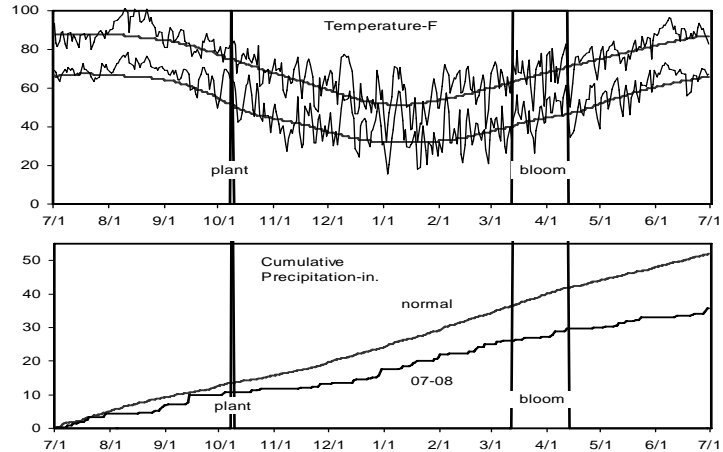 100
Temperature-F
80
60
40
20
plant
bloom
0
7/1 8/1 9/1 10/1 11/1 12/1 1/1 2/1 3/1 4/1 5/1 6/1 7/1
50
Cumulative
Precipitation-in.
40
normal
30
20
07-08
10
plant
bloom
0
7/1 8/1 9/1 10/1 11/1 12/1 1/1 2/1 3/1 4/1 5/1 6/1 7/1